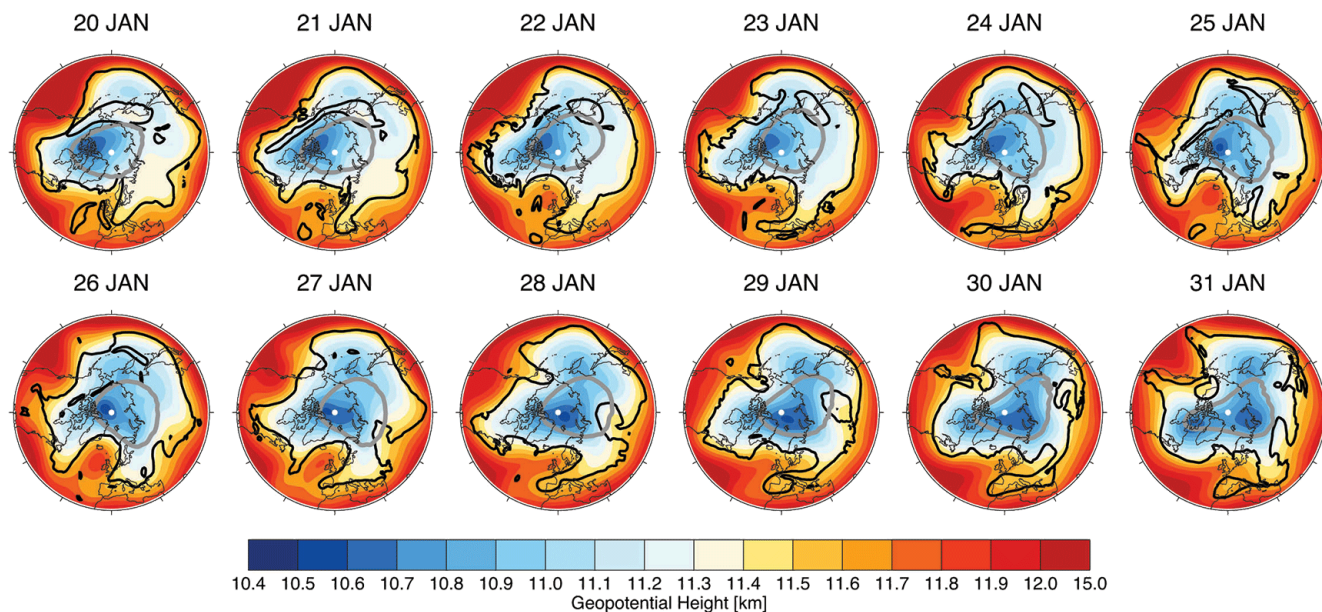 20 JAN 21 JAN 22 JAN 23 JAN 24 JAN 25 JAN
26 JAN 27 JAN 28 JAN 29 JAN 30 JAN 31 JAN
10.4 10.5 10.6 10.7 10.8 10.9 11.0 11.1 11.2 11.3 11.4 11.5 11.6 11.7 11.8 11.9 12.0 15.0
Geopotential Height [km]